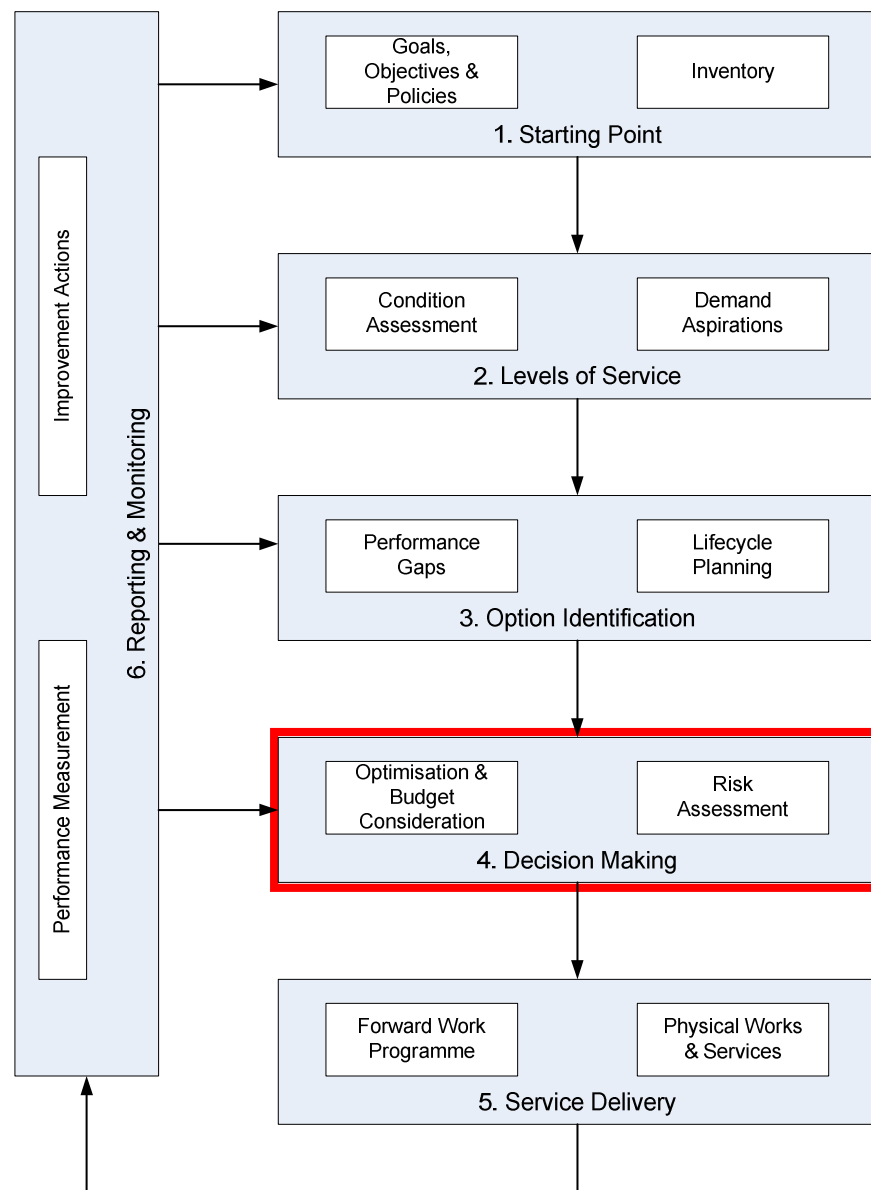 Goals,
Objectives &
Policies
Inventory
1. Starting Point
Condition
Assessment
Demand
Aspirations
2. Levels of Service
Performance
Gaps
Lifecycle
Planning
3. Option Identification
Optimisation &
Budget
Consideration
Risk
Assessment
4. Decision Making
Forward Work
Programme
Physical Works
& Services
5. Service Delivery
Improvement Actions
Performance Measurement
6. Reporting & Monitoring